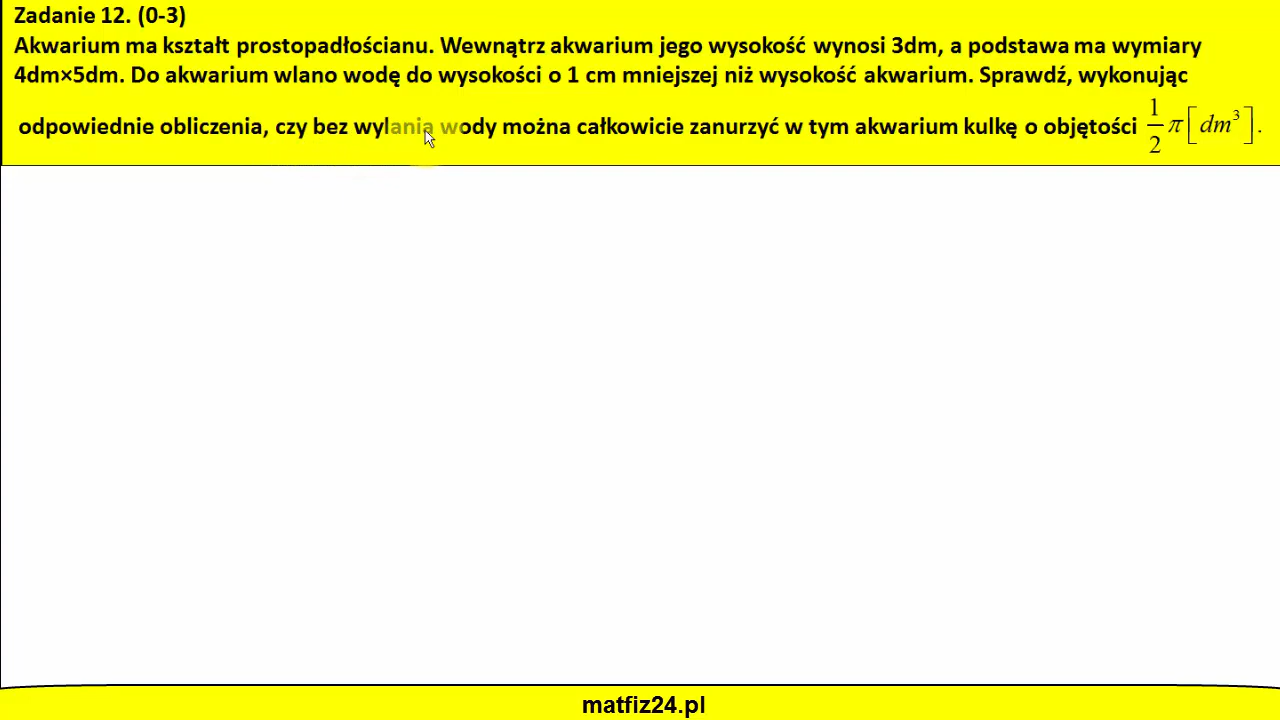 Zadanie 12. (0-3)
Akwarium ma kształt prostopadłościanu. Wewnątrz akwarium jego wysokość wynosi 3dm, a podstawa ma wymiary
4dm×5dm. Do akwarium wlano wodę do wysokości o 1 cm mniejszej niż wysokość akwarium. Sprawdź, wykonując
odpowiednie obliczenia, czy bez wylania wody można całkowicie zanurzyć w tym akwarium kulkę o objętości 1/2 π[dm³].
matfiz24.pl